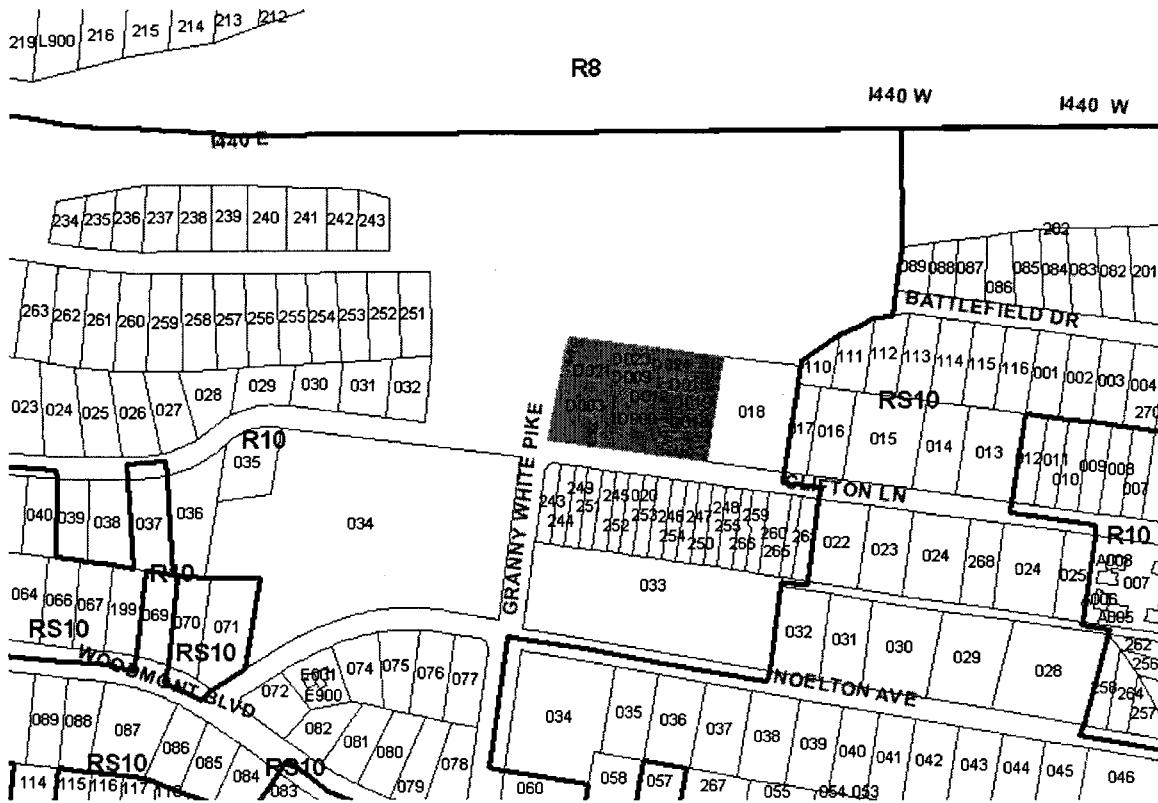 219 L900 216 215 214 213 212
R8
I440 W
I440 W
I440 E
234 235 236 237 238 239 240 241 242 243
202
089 088 087 086 085 084 083 082 201
BATTLEFIELD DR
263 262 261 260 259 258 257 256 255 254 253 252 251
110 111 112 113 114 115 116 001 002 003 004
270
023 024 025 026 027 028 029 030 031 032
018
RS10
017 016 015 014 013 012 011 010 009 008 007
GRANNY WHITE PIKE
R10
035
034
CLIFTON LN
243 244 249 251 245 252 020 253 246 254 247 250 248 255 266 259 260 265
022 023 024 268 024 025
R10
040 039 038 037 036
A008
007
A005
033
R10
064 066 067 199 069 070 071
RS10
RS10
032 031 030 029 028
262
256
264
257
WOODMONT BLVD
NOELTON AVE
072 E900 074 075 076 077
034 035 036 037 038 039 040 041 042 043 044 045 046
089 088 087 086 085 084 083 082 081 080 079 078
RS10
RS10
114 115 116 117
060 058 057 267 055 054 053